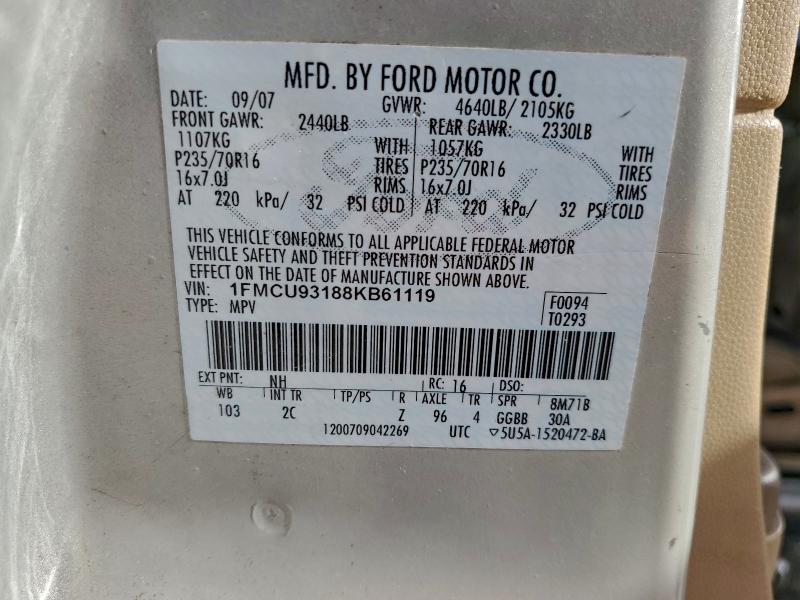 MFD. BY FORD MOTOR CO.
DATE: 09/07 GVWR: 4640LB/ 2105KG
FRONT GAWR: 2440LB REAR GAWR: 2330LB
1107KG WITH 1057KG WITH
P235/70R16 TIRES P235/70R16 TIRES
16x7.0J RIMS 16x7.0J RIMS
AT 220 kPa/ 32 PSI COLD AT 220 kPa/ 32 PSI COLD
THIS VEHICLE CONFORMS TO ALL APPLICABLE FEDERAL MOTOR
VEHICLE SAFETY AND THEFT PREVENTION STANDARDS IN
EFFECT ON THE DATE OF MANUFACTURE SHOWN ABOVE.
VIN: 1FMCU93188KB61119 F0094
TYPE: MPV T0293
EXT PNT: NH RC: 16 DSO:
WB INT TR TP/PS R AXLE TR SPR 8M71B
103 2C Z 96 4 GGBB 30A
1200709042269 UTC ▽5U5A-1520472-BA